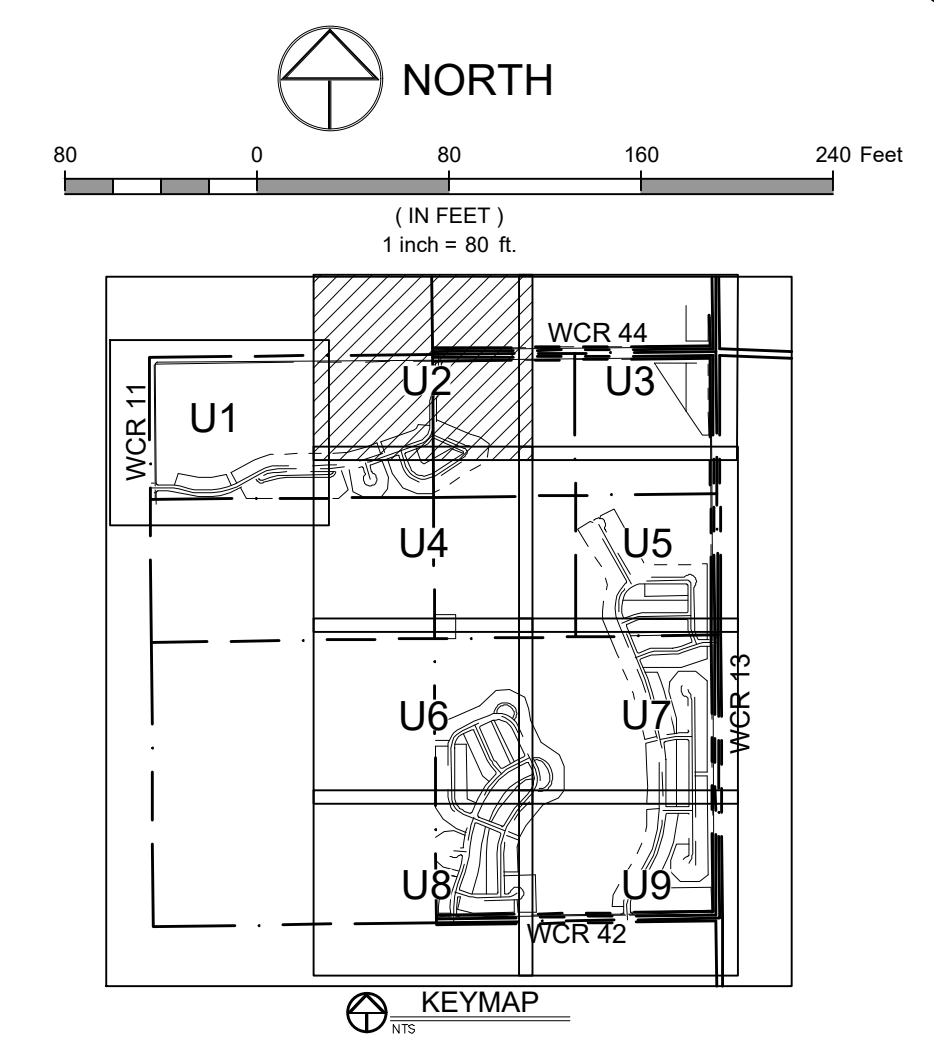 NORTH
80 0 80 160 240 Feet
( IN FEET )
1 inch = 80 ft.
WCR 44
U2 U3
WCR 11
U1
U4 U5
WCR 13
U6 U7
U8 U9
WCR 42
KEYMAP
NTS